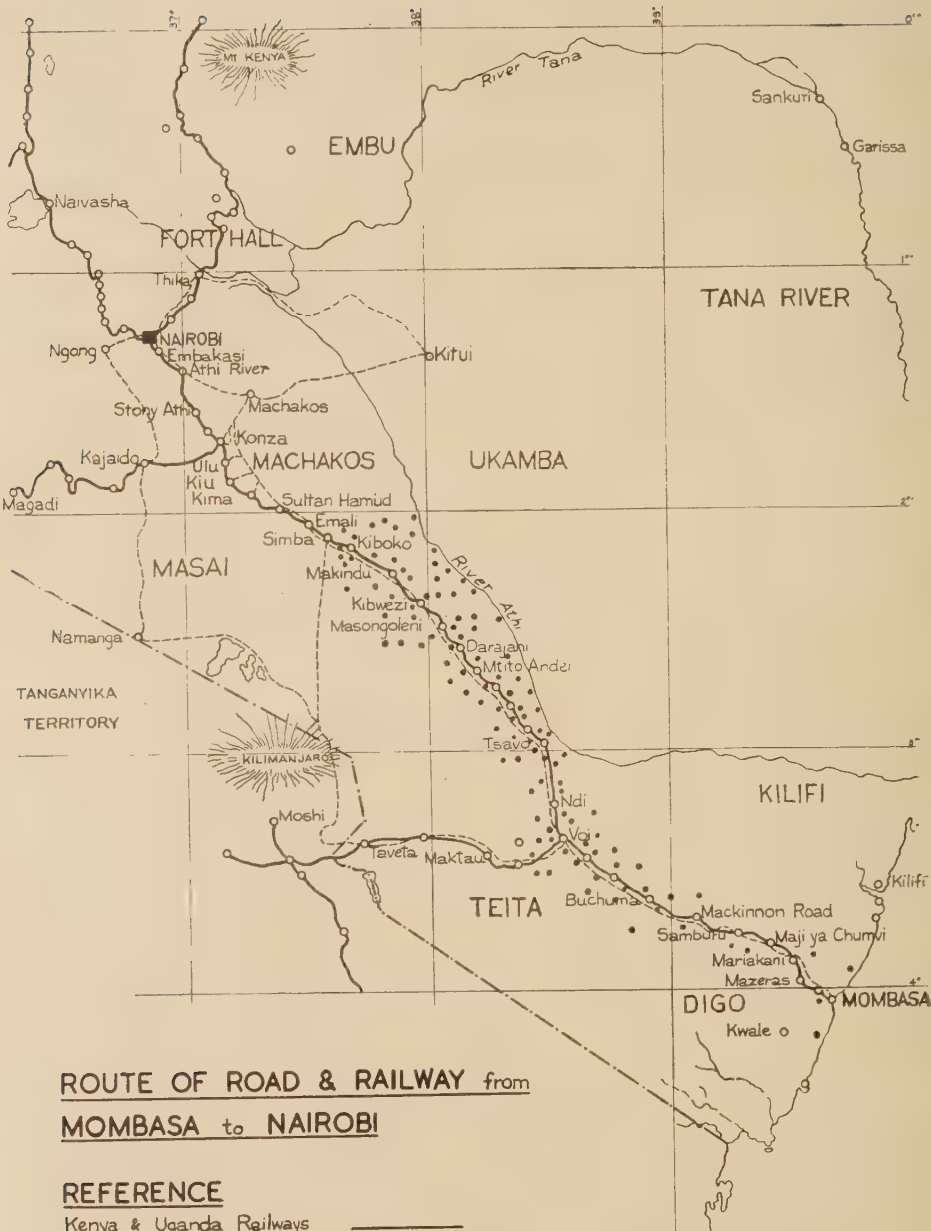 37°
38°
39°
0°
MT KENYA
River Tana
Sankuri
EMBU
Garissa
Naivasha
FORT HALL
1°
Thika
TANA RIVER
NAIROBI
Ngong
Embakasi
Kitui
Athi River
Machakos
Stony Athi
Konza
Kajaido
Ulu
MACHAKOS
UKAMBA
Kiu
Magadi
Kima
Sultan Hamud
2°
Emali
Simba
Kiboko
MASAI
Makindu
River Athi
Kibwezi
Masongoleni
Namanga
Darajani
Mtito Andei
TANGANYIKA
TERRITORY
Tsavo
3°
KILIMANJARO
KILIFI
Ndi
Moshi
Voi
Taveta
Maktau
Kilifi
TEITA
Buchuma
Mackinnon Road
Samburu
Maji ya Chumvi
Mariakani
Mazeras
4°
DIGO
MOMBASA
Kwale
ROUTE OF ROAD & RAILWAY from
MOMBASA to NAIROBI
REFERENCE
Kenya & Uganda Railways